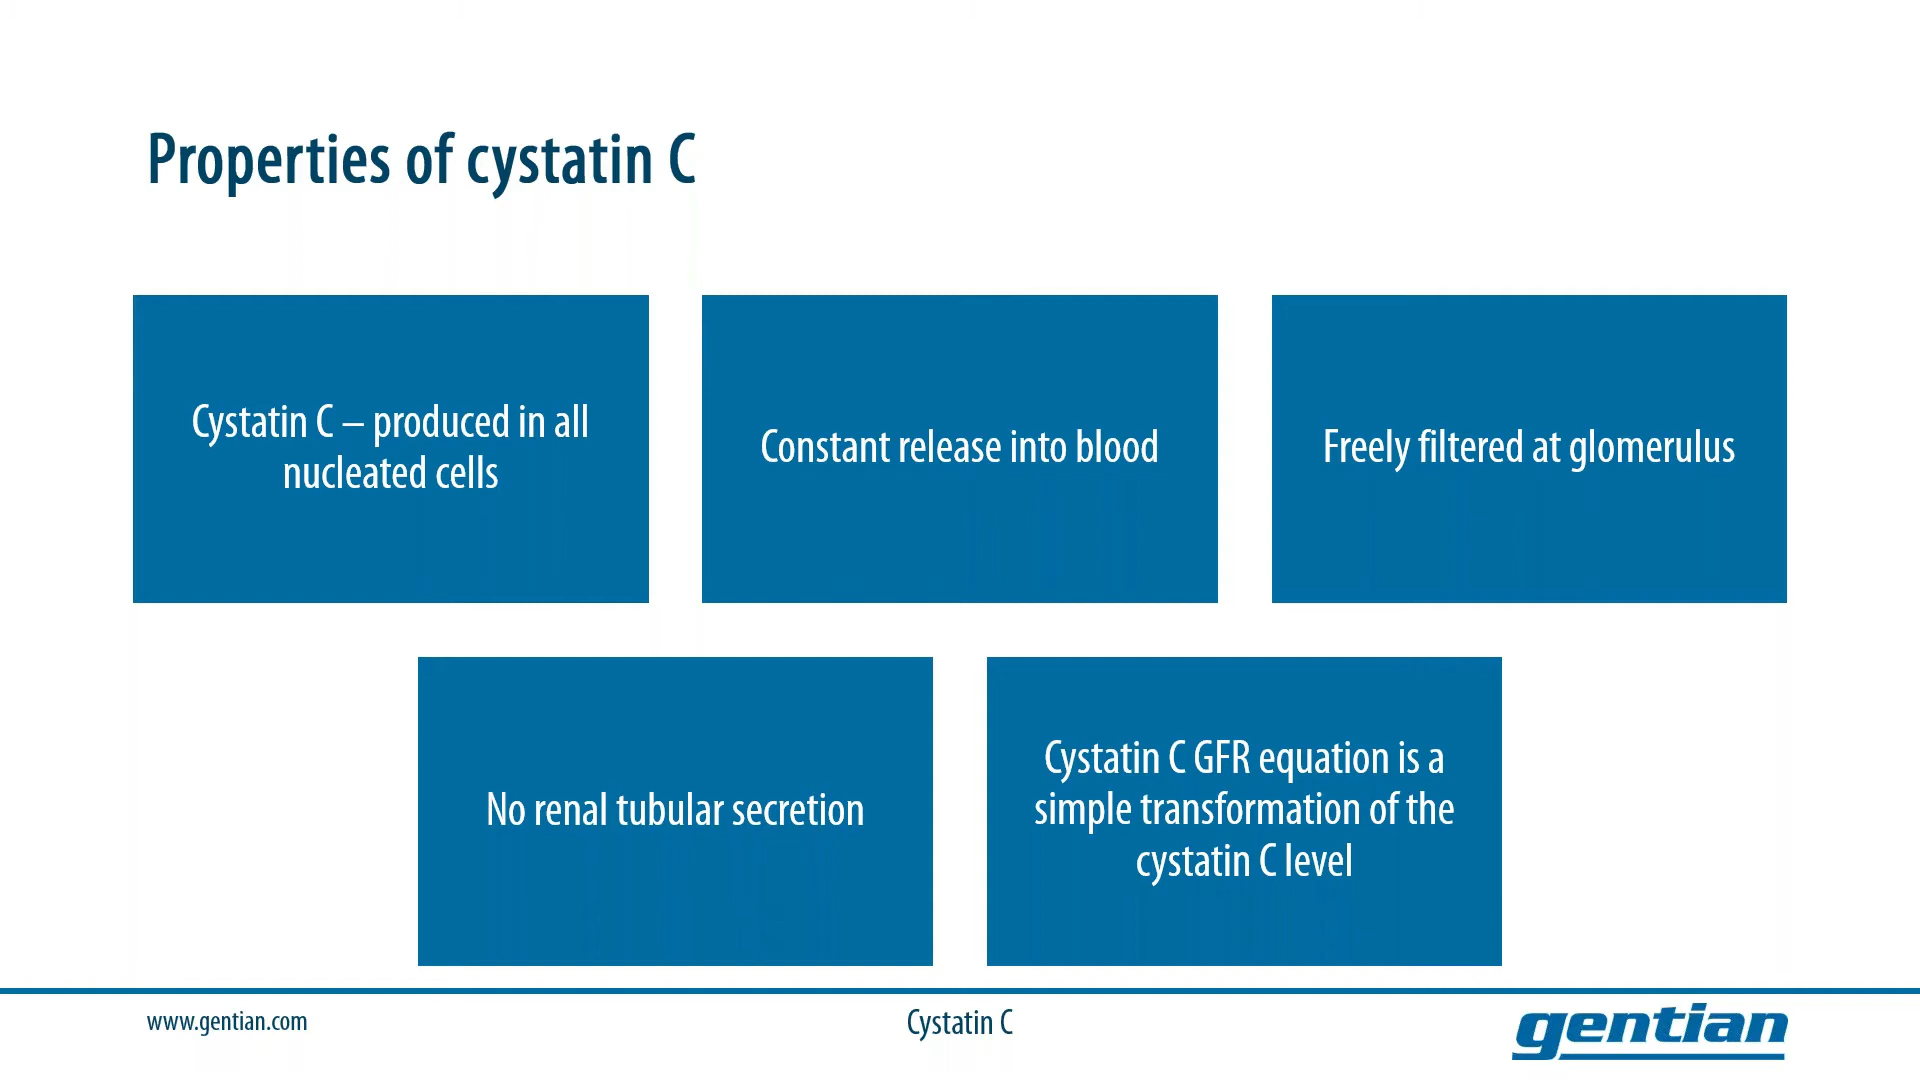 Properties of cystatin C
Cystatin C – produced in all
nucleated cells
Constant release into blood
Freely filtered at glomerulus
No renal tubular secretion
Cystatin C GFR equation is a
simple transformation of the
cystatin C level
www.gentian.com
Cystatin C
gentian